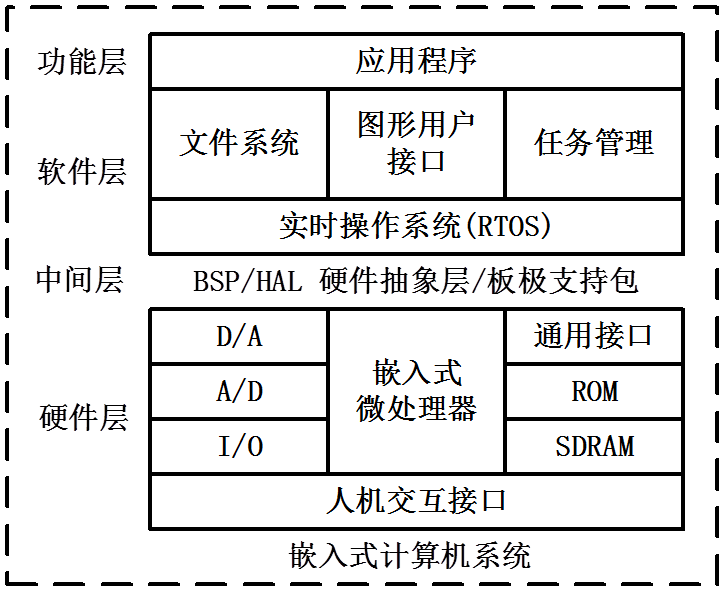 功能层
应用程序
软件层
文件系统
图形用户
接口
任务管理
实时操作系统(RTOS)
中间层
BSP/HAL 硬件抽象层/板极支持包
硬件层
D/A
A/D
I/O
嵌入式
微处理器
通用接口
ROM
SDRAM
人机交互接口
嵌入式计算机系统